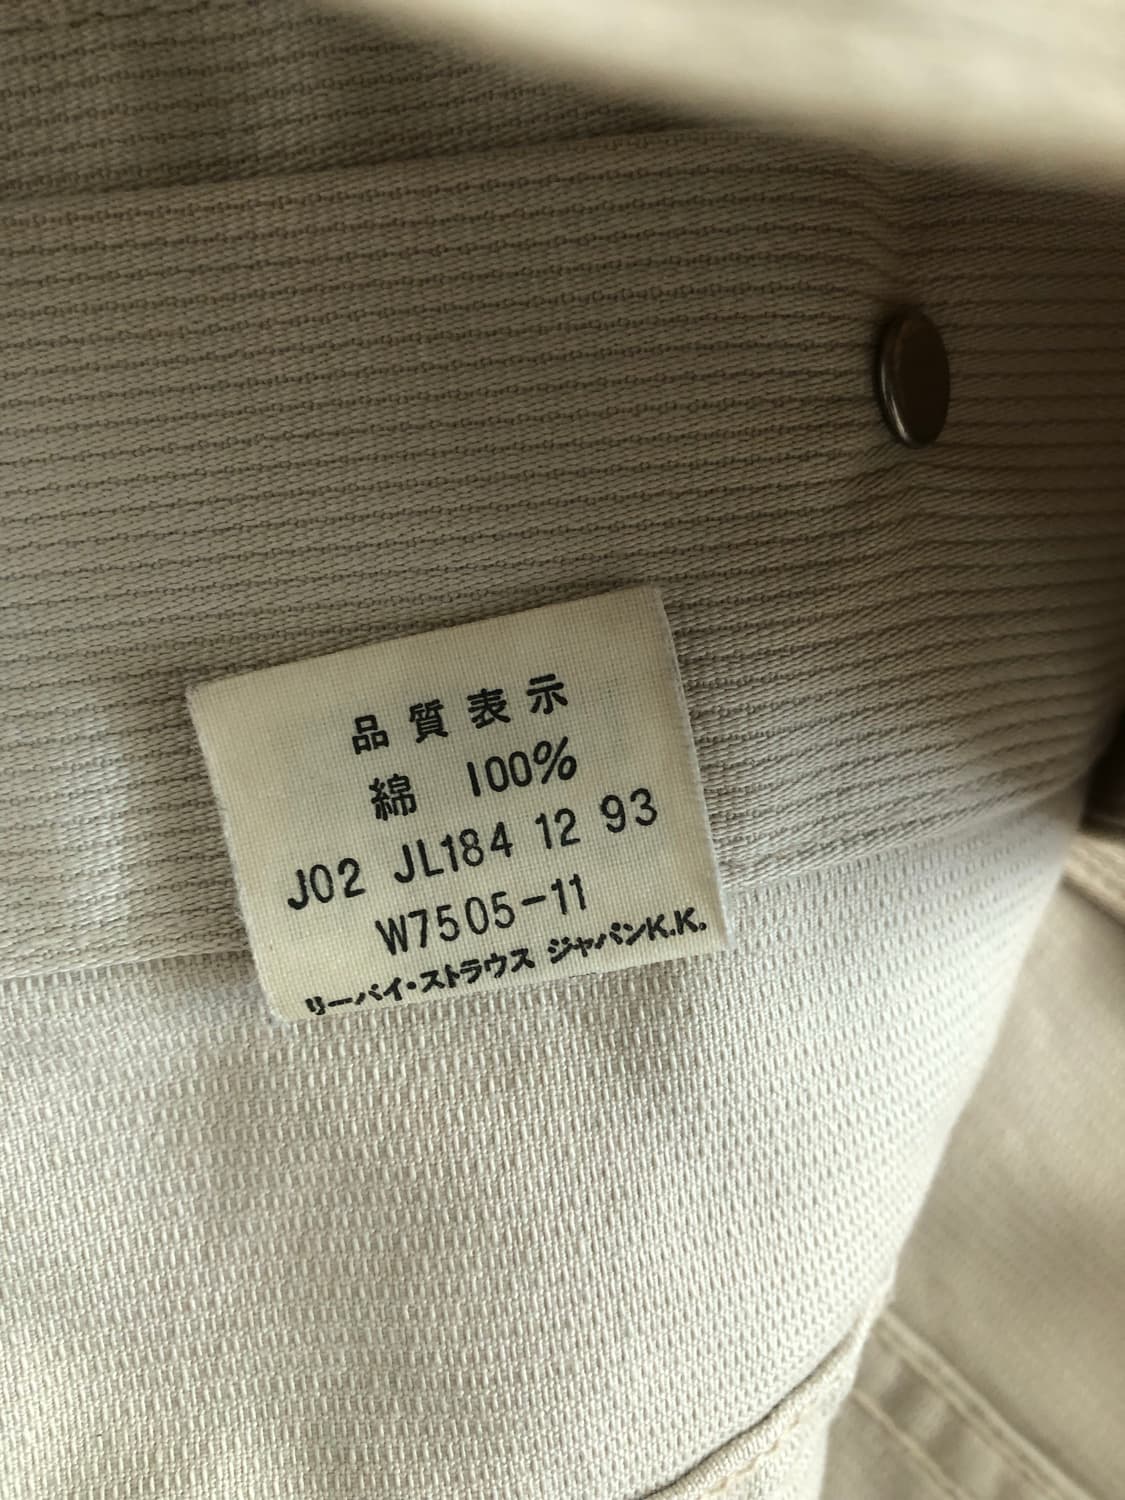 品質表示
綿 100%
J02 JL184 12 93
W7505-11
リーバイ・ストラウス ジャパンK.K.